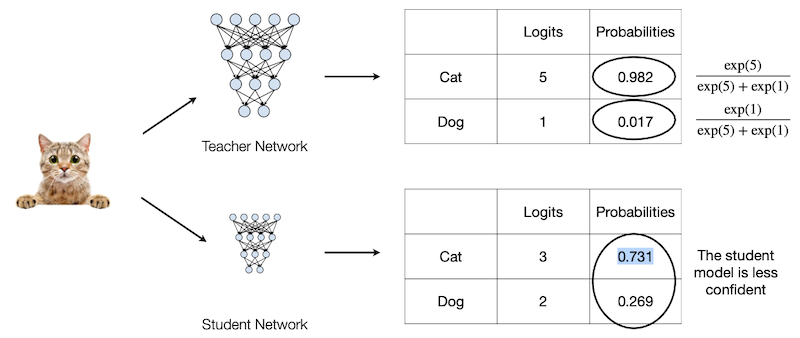 Logits Probabilities
Cat 5 0.982
exp(5)
exp(5) + exp(1)
Dog 1 0.017
exp(1)
exp(5) + exp(1)
Teacher Network
Logits Probabilities
Cat 3 0.731
Dog 2 0.269
The student
model is less
confident
Student Network